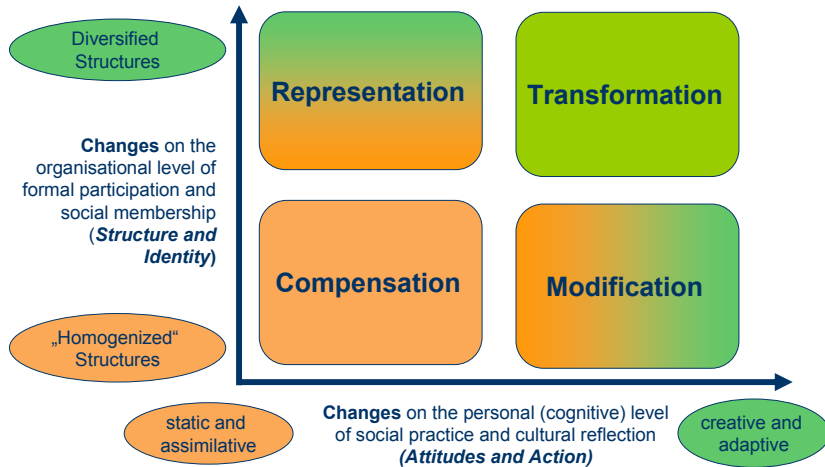 Diversified
Structures
Representation
Transformation
Changes on the
organisational level of
formal participation and
social membership
(Structure and
Identity)
Compensation
Modification
„Homogenized“
Structures
static and
assimilative
Changes on the personal (cognitive) level
of social practice and cultural reflection
(Attitudes and Action)
creative and
adaptive